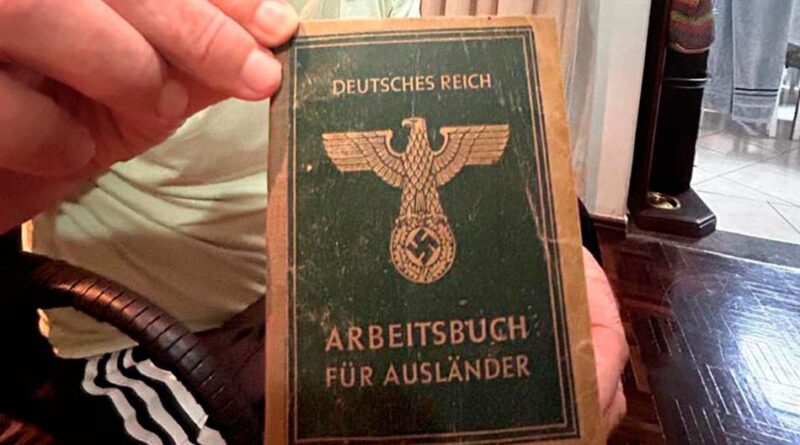 DEUTSCHES REICH
ARBEITSBUCH
FÜR AUSLÄNDER